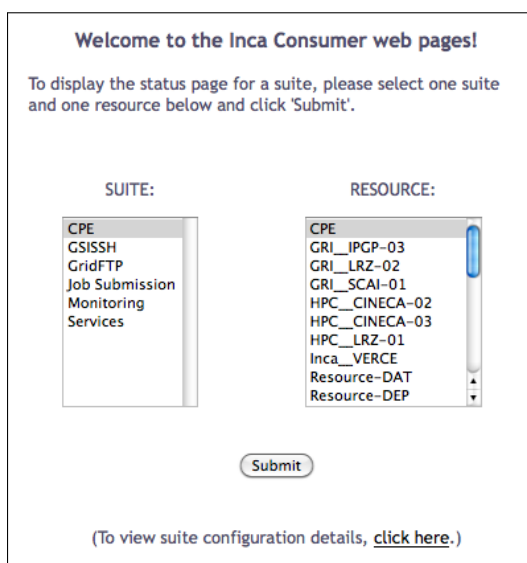 Welcome to the Inca Consumer web pages!
To display the status page for a suite, please select one suite
and one resource below and click 'Submit'.
SUITE:
CPE
GSISSH
GridFTP
Job Submission
Monitoring
Services
RESOURCE:
CPE
GRI__IPGP-03
GRI__LRZ-02
GRI__SCAI-01
HPC__CINECA-02
HPC__CINECA-03
HPC__LRZ-01
Inca__VERCE
Resource-DAT
Resource-DEP
Submit
(To view suite configuration details, click here.)